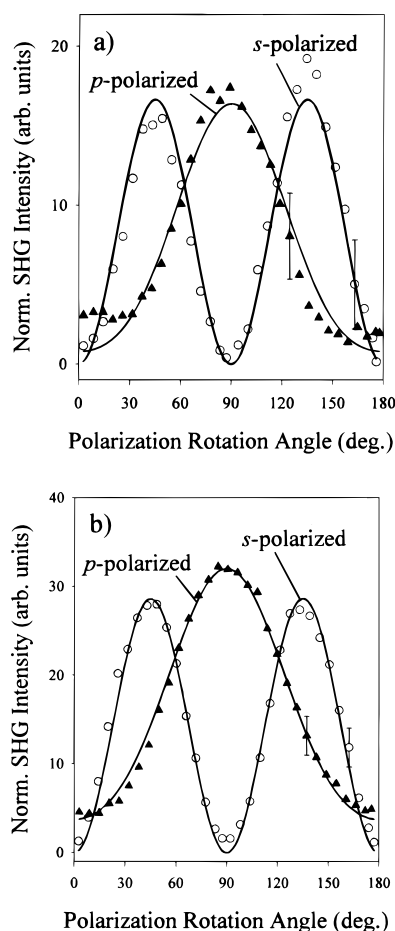 a)
s-polarized
p-polarized
Norm. SHG Intensity (arb. units)
20
10
0
0 30 60 90 120 150 180
Polarization Rotation Angle (deg.)
b)
s-polarized
p-polarized
Norm. SHG Intensity (arb. units)
40
30
20
10
0
0 30 60 90 120 150 180
Polarization Rotation Angle (deg.)